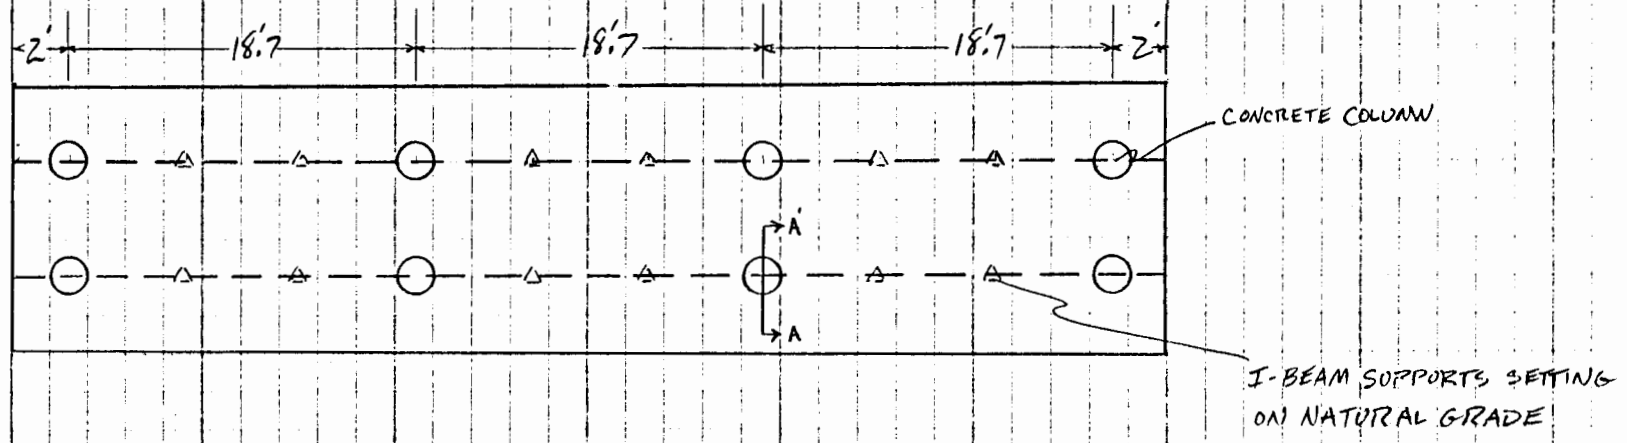 2' 18.'7 18.'7 18.'7 2'
CONCRETE COLUMN
A'
A
I-BEAM SUPPORTS SETTING
ON NATURAL GRADE